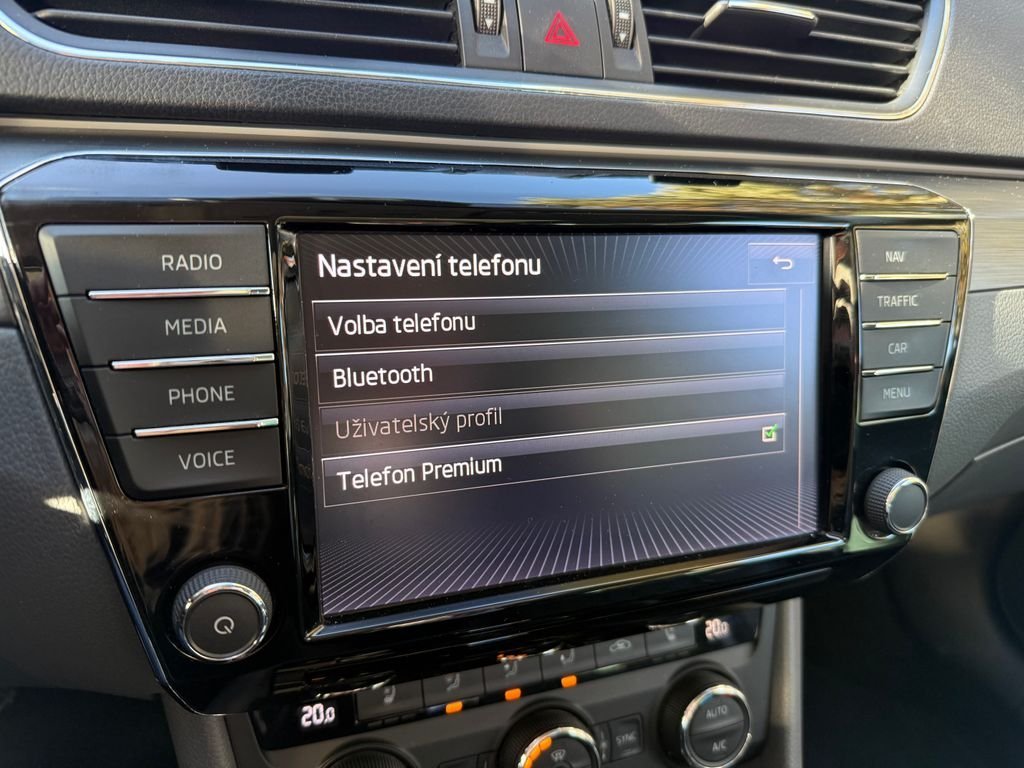 RADIO
MEDIA
PHONE
VOICE
Nastavení telefonu
Volba telefonu
Bluetooth
Uživatelský profil
Telefon Premium
NAV
TRAFFIC
CAR
MENU
20.0
20.0
SYNC
AUTO
A/C